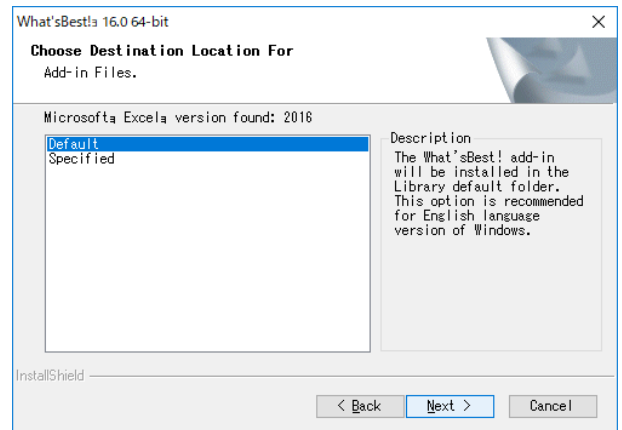 What'sBest!ｮ 16.0 64-bit
Choose Destination Location For
Add-in Files.
Microsoftｮ Excelｮ version found: 2016
Default
Specified
Description
The What'sBest! add-in
will be installed in the
Library default folder.
This option is recommended
for English language
version of Windows.
InstallShield
< Back
Next >
Cancel